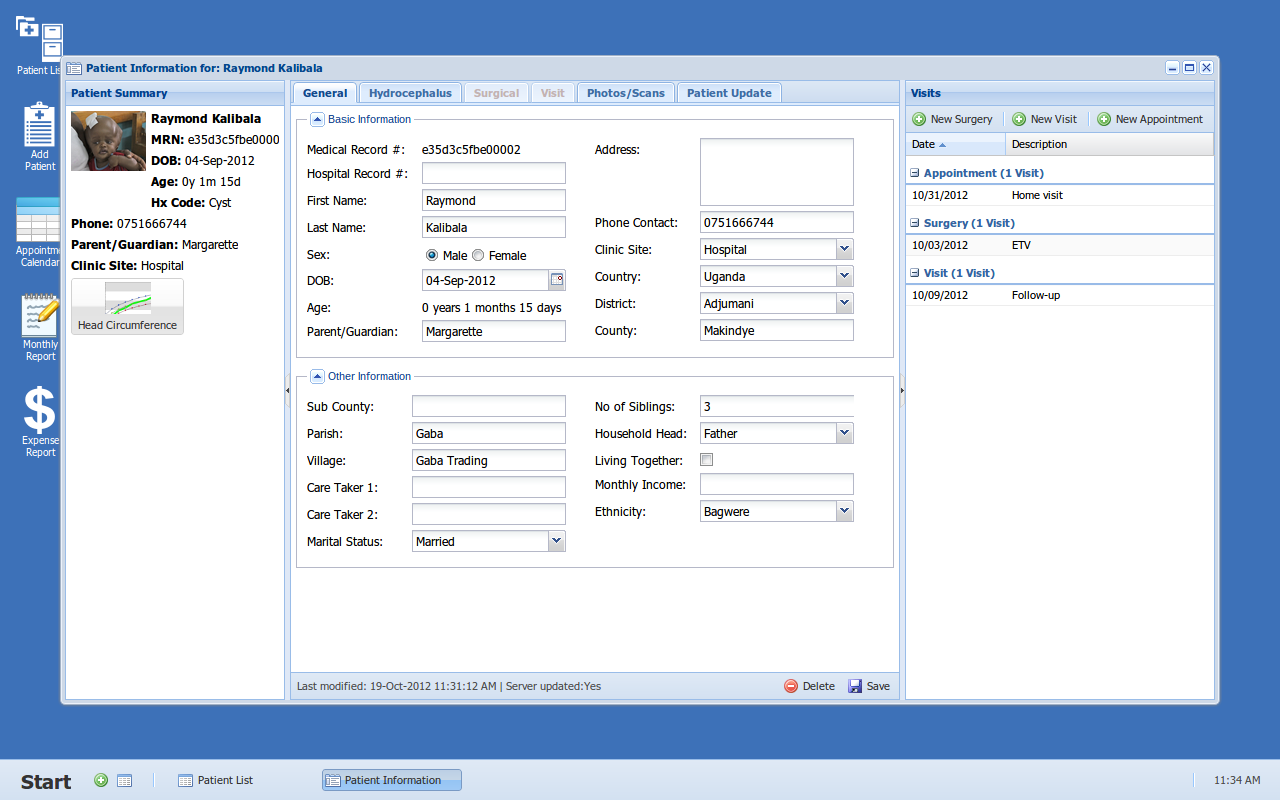 Patient List
Add
Patient
Calendar
Monthly
Report
Expense
Report
Patient Information for: Raymond Kalibala
Patient Summary
Raymond Kalibala
MRN: e35d3c5fbe0000
DOB: 04-Sep-2012
Age: 0y 1m 15d
Hx Code: Cyst
Phone: 0751666744
Parent/Guardian: Margarette
Clinic Site: Hospital
Head Circumference
General Hydrocephalus Surgical Visit Photos/Scans Patient Update
Basic Information
Medical Record #: e35d3c5fbe00002
Hospital Record #:
First Name: Raymond
Last Name: Kalibala
Sex: Male Female
DOB: 04-Sep-2012
Age: 0 years 1 months 15 days
Parent/Guardian: Margarette
Address:
Phone Contact: 0751666744
Clinic Site: Hospital
Country: Uganda
District: Adjumani
County: Makindye
Other Information
Sub County:
Parish: Gaba
Village: Gaba Trading
Care Taker 1:
Care Taker 2:
Marital Status: Married
No of Siblings: 3
Household Head: Father
Living Together:
Monthly Income:
Ethnicity: Bagwere
Last modified: 19-Oct-2012 11:31:12 AM | Server updated:Yes
Delete Save
Visits
New Surgery New Visit New Appointment
Date Description
Appointment (1 Visit)
10/31/2012 Home visit
Surgery (1 Visit)
10/03/2012 ETV
Visit (1 Visit)
10/09/2012 Follow-up
Start Patient List Patient Information 11:34 AM